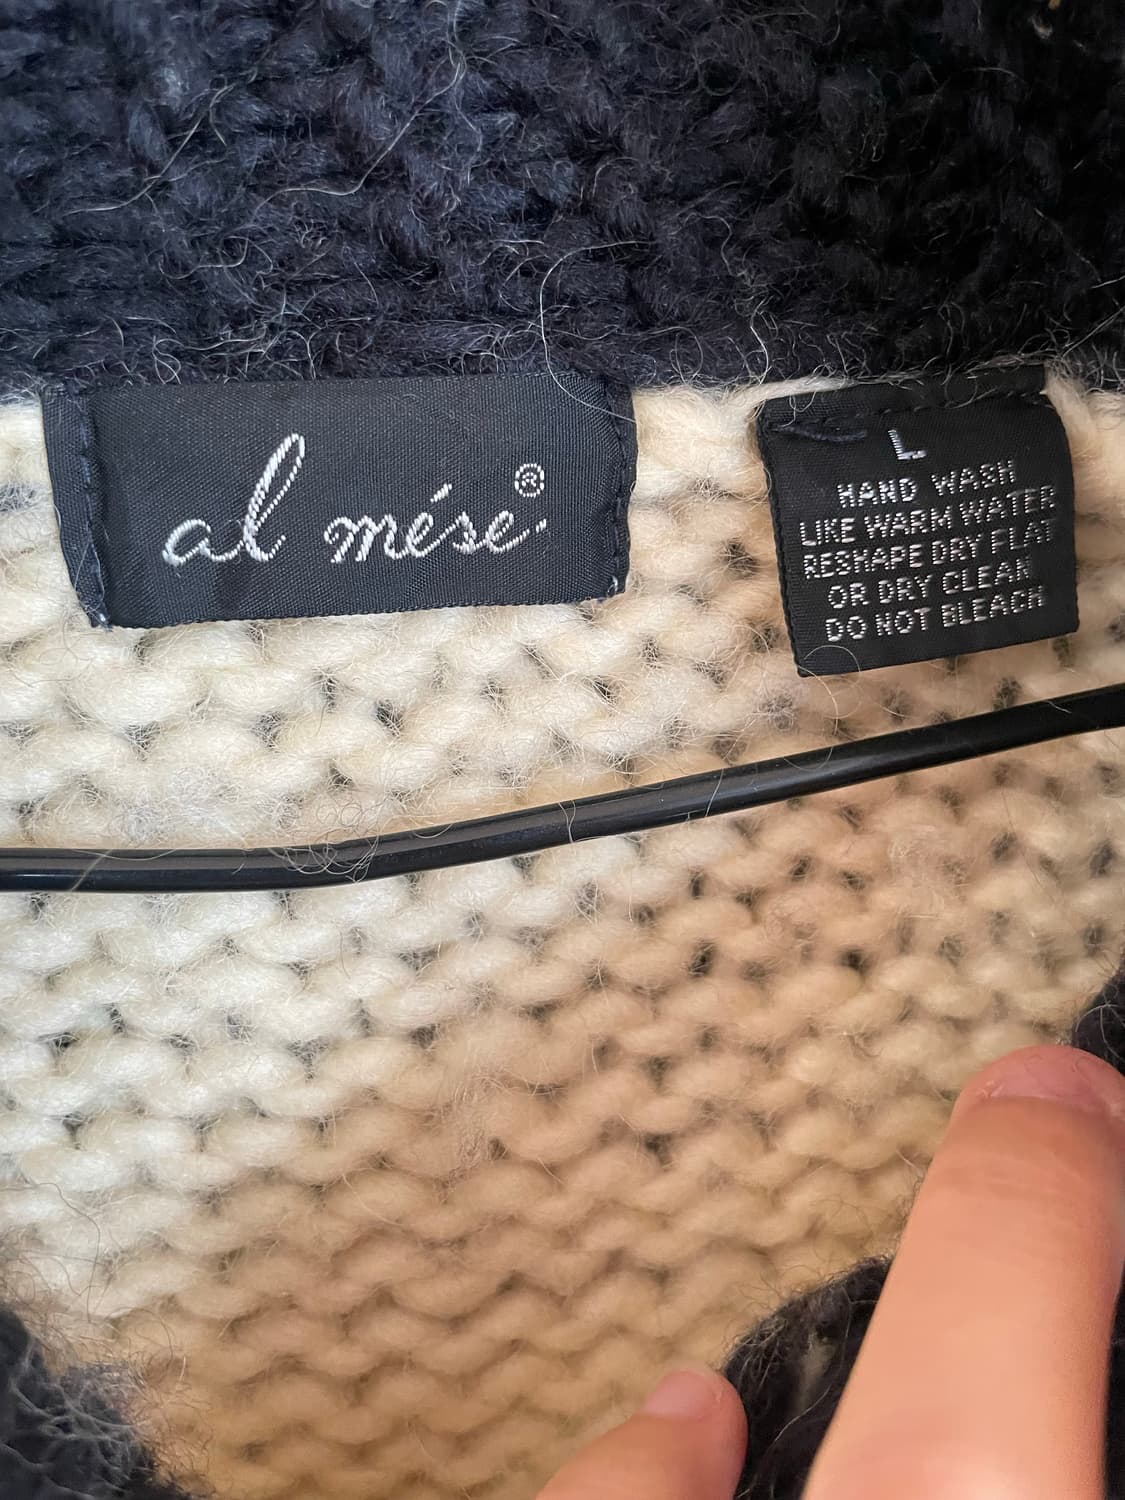 al mése ®
L
HAND WASH
LIKE WARM WATER
RESHAPE DRY FLAT
OR DRY CLEAN
DO NOT BLEACH